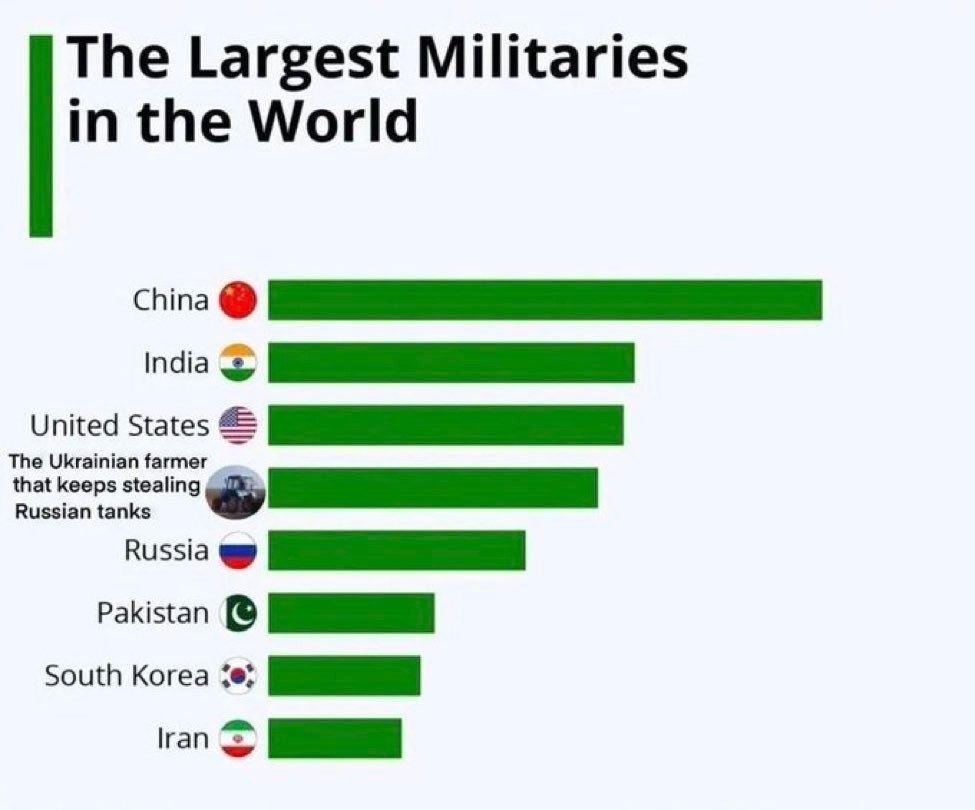 The Largest Militaries
in the World
China
India
United States
The Ukrainian farmer
that keeps stealing
Russian tanks
Russia
Pakistan
South Korea
Iran